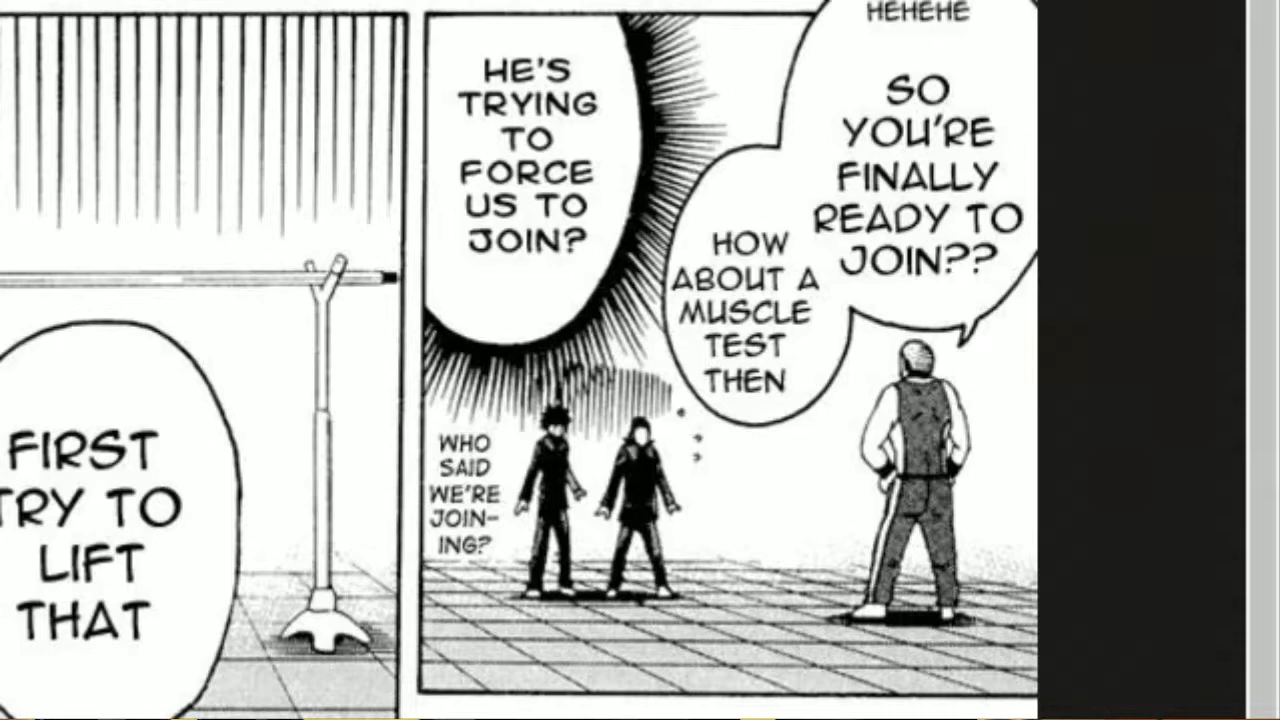 HEHEHE
SO
YOU'RE
FINALLY
READY TO
JOIN??
HOW
ABOUT A
MUSCLE
TEST
THEN
HE'S
TRYING
TO
FORCE
US TO
JOIN?
WHO
SAID
WE'RE
JOIN-
ING?
FIRST
TRY TO
LIFT
THAT